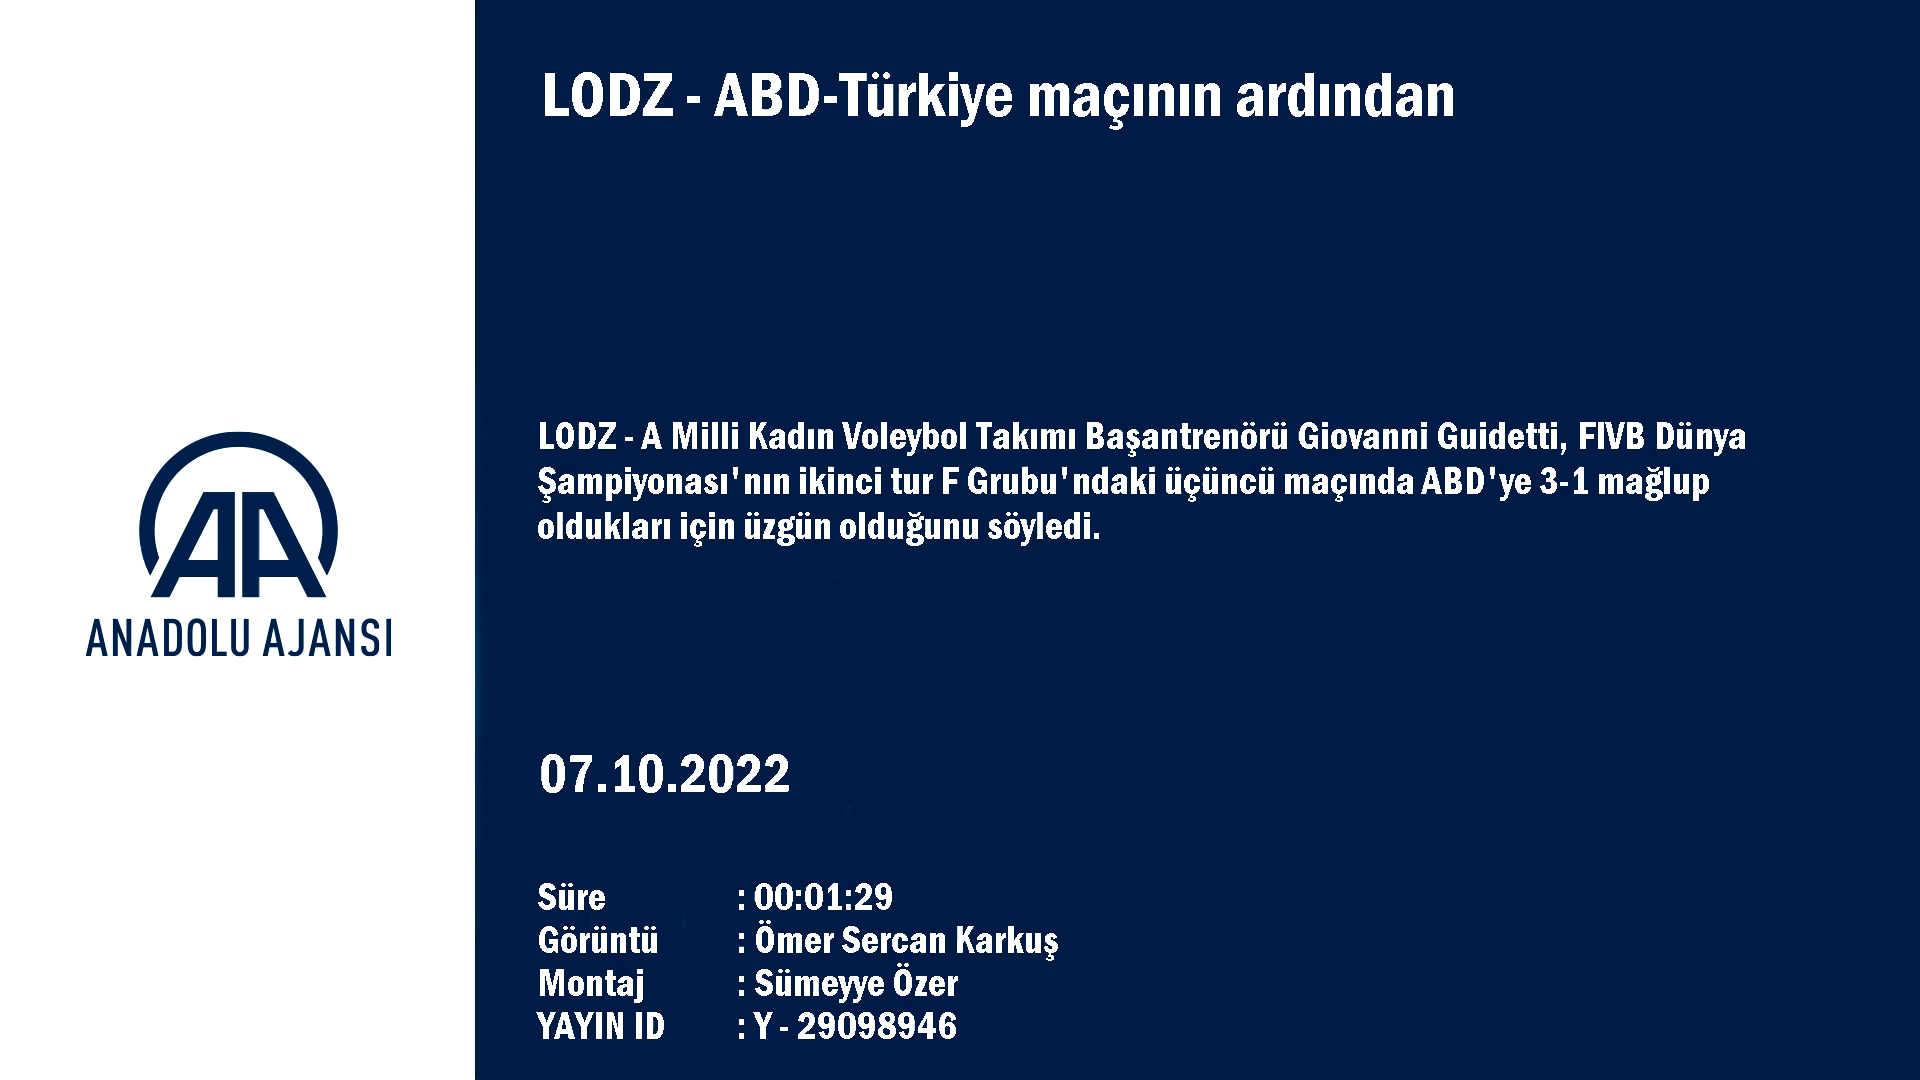 LODZ - ABD-Türkiye maçının ardından
LODZ - A Milli Kadın Voleybol Takımı Başantrenörü Giovanni Guidetti, FIVB Dünya
Şampiyonası'nın ikinci tur F Grubu'ndaki üçüncü maçında ABD'ye 3-1 mağlup
oldukları için üzgün olduğunu söyledi.
AA
ANADOLU AJANSI
07.10.2022
Süre : 00:01:29
Görüntü : Ömer Sercan Karkuş
Montaj : Sümeyye Özer
YAYIN ID : Y - 29098946